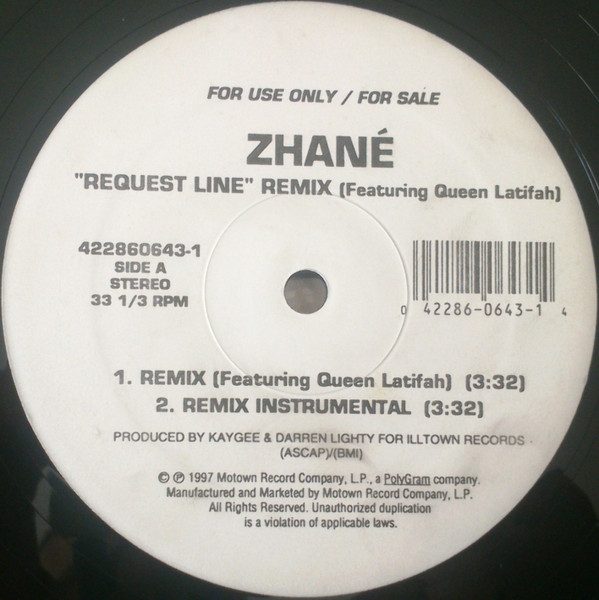 FOR USE ONLY / FOR SALE
ZHANÉ
"REQUEST LINE" REMIX (Featuring Queen Latifah)
422860643-1
SIDE A
STEREO
33 1/3 RPM
0 42286-0643-1 4
1. REMIX (Featuring Queen Latifah) (3:32)
2. REMIX INSTRUMENTAL (3:32)
PRODUCED BY KAYGEE & DARREN LIGHTY FOR ILLTOWN RECORDS
(ASCAP)/(BMI)
© ℗ 1997 Motown Record Company, L.P., a PolyGram company.
Manufactured and Marketed by Motown Record Company, L.P.
All Rights Reserved. Unauthorized duplication
is a violation of applicable laws.